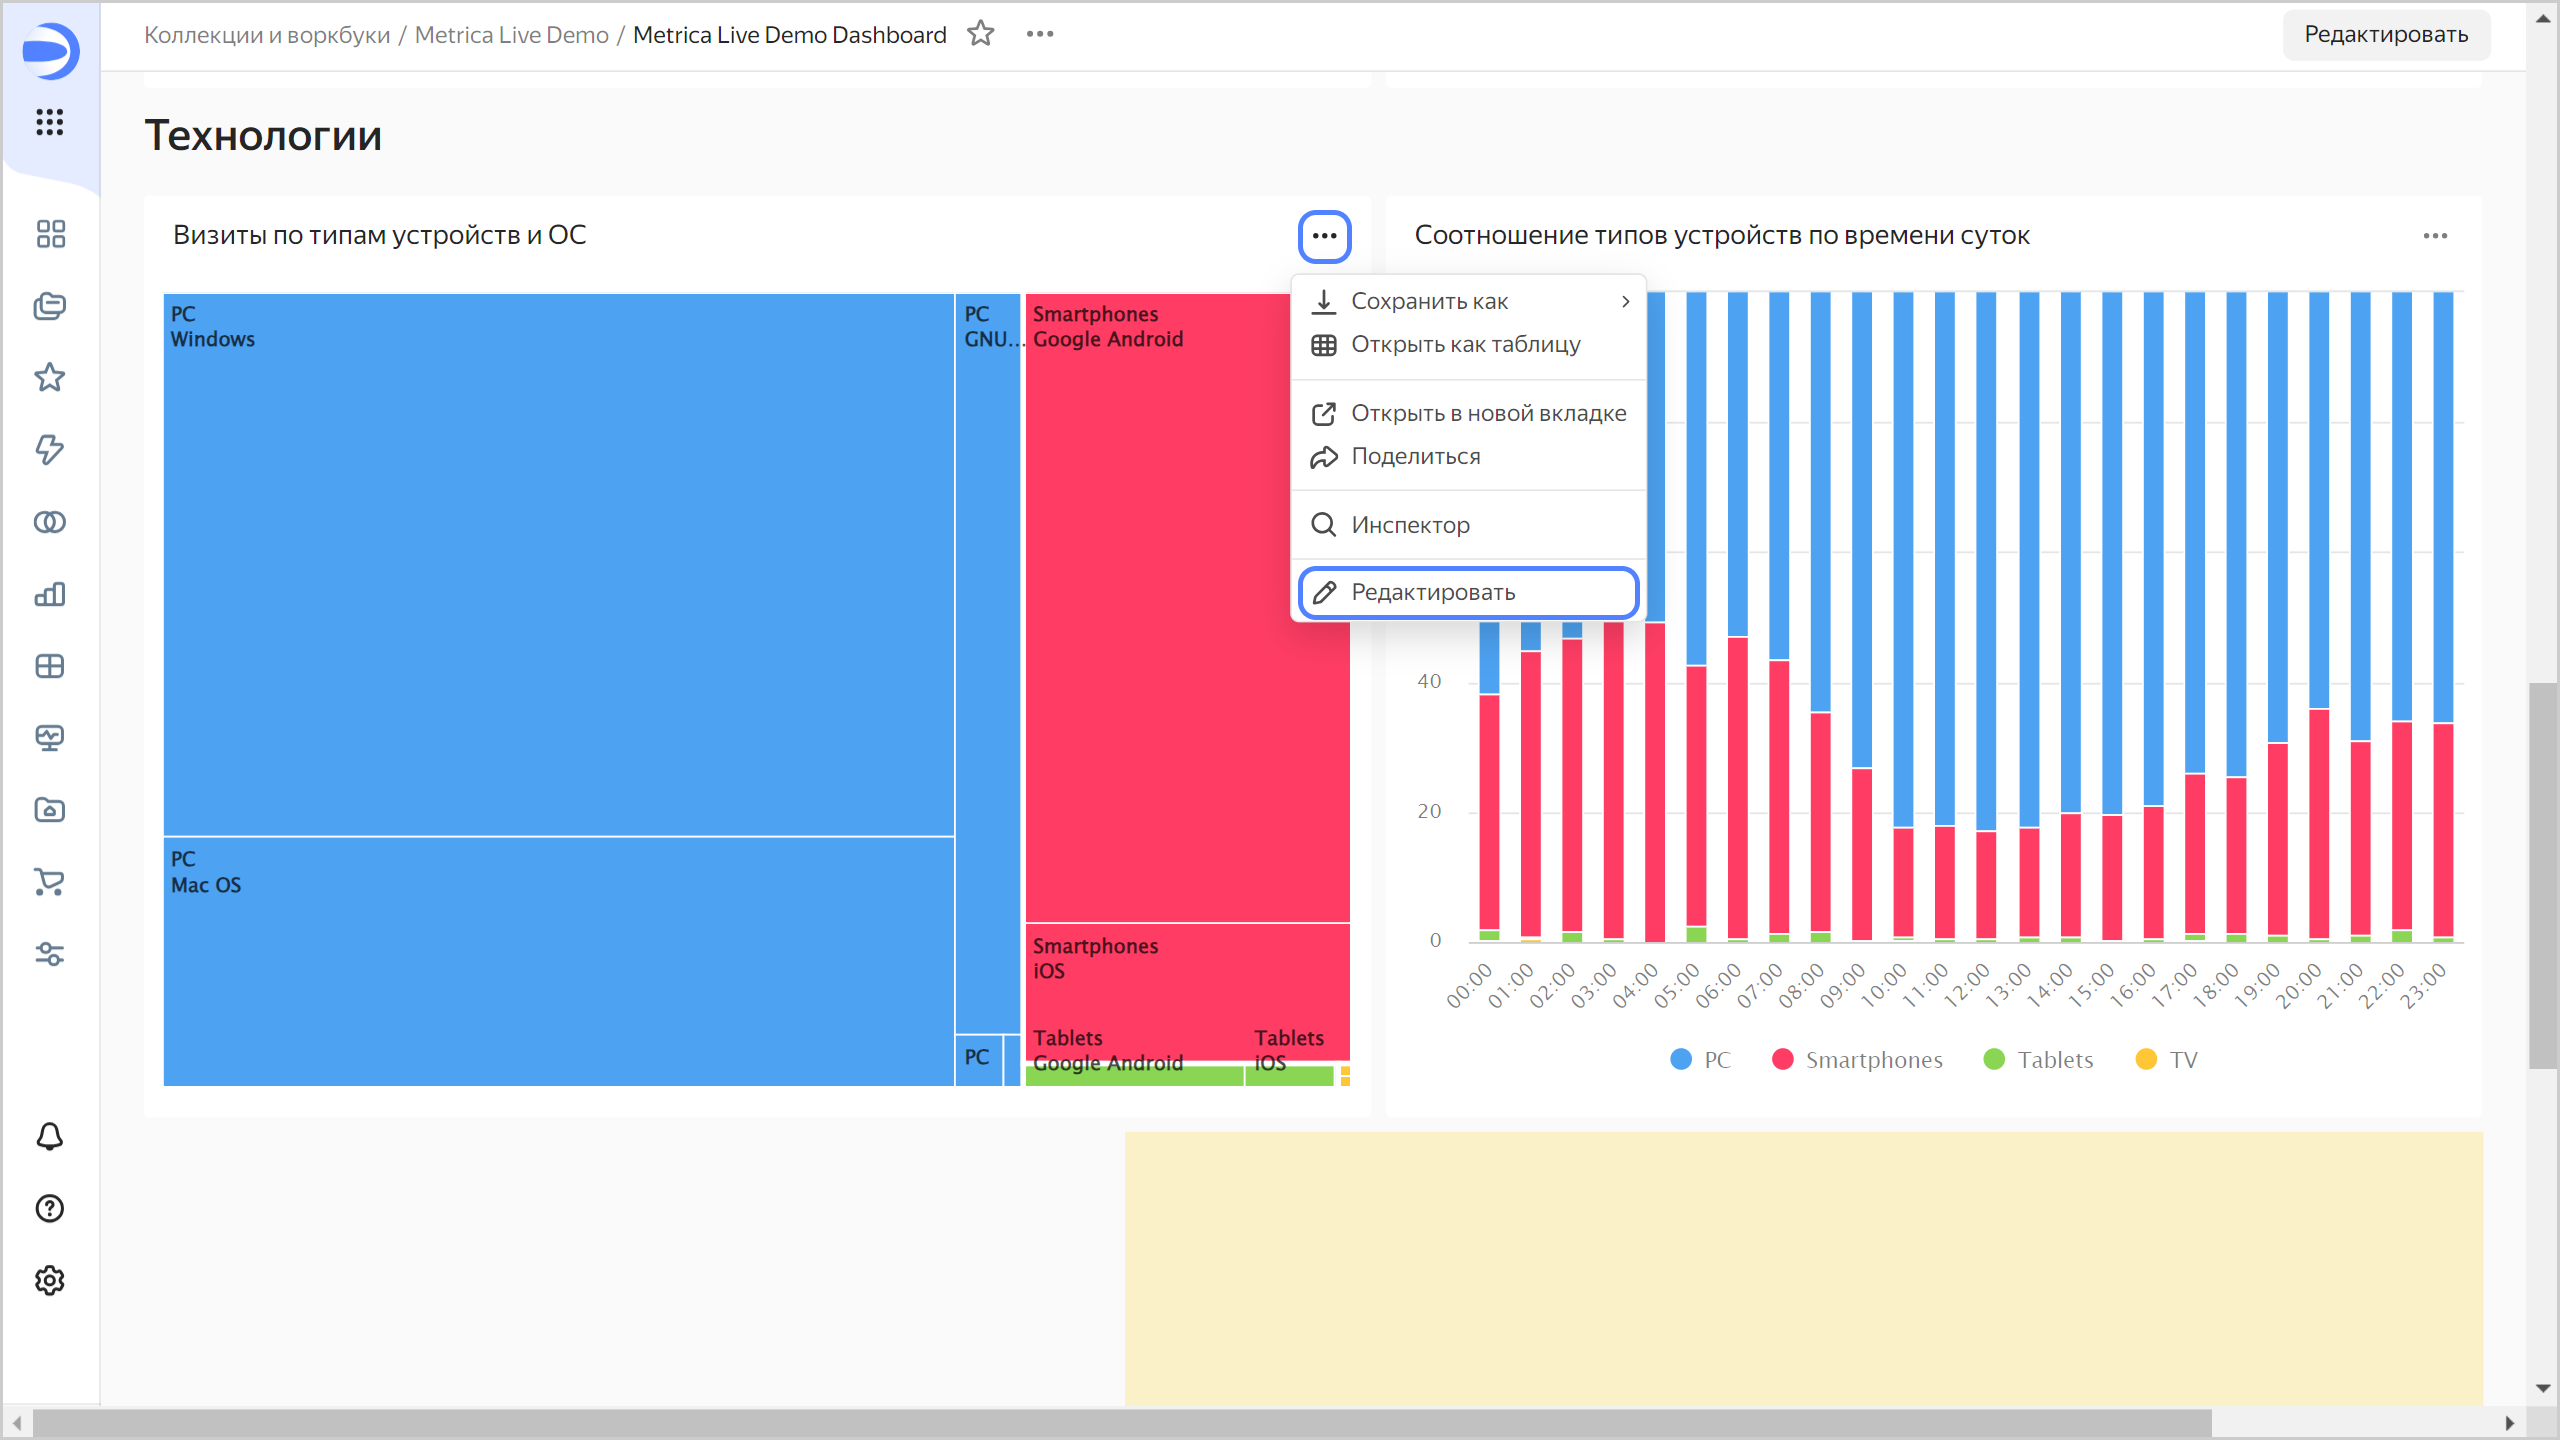 Коллекции и воркбуки / Metrica Live Demo / Metrica Live Demo Dashboard
Редактировать
Технологии
Визиты по типам устройств и ОС
PC
Windows
PC
GNU...
Smartphones
Google Android
PC
Mac OS
PC
Smartphones
iOS
Tablets
Google Android
Tablets
iOS
Сохранить как
Открыть как таблицу
Открыть в новой вкладке
Поделиться
Инспектор
Редактировать
Соотношение типов устройств по времени суток
40
20
0
00:00 01:00 02:00 03:00 04:00 05:00 06:00 07:00 08:00 09:00 10:00 11:00 12:00 13:00 14:00 15:00 16:00 17:00 18:00 19:00 20:00 21:00 22:00 23:00
PC Smartphones Tablets TV